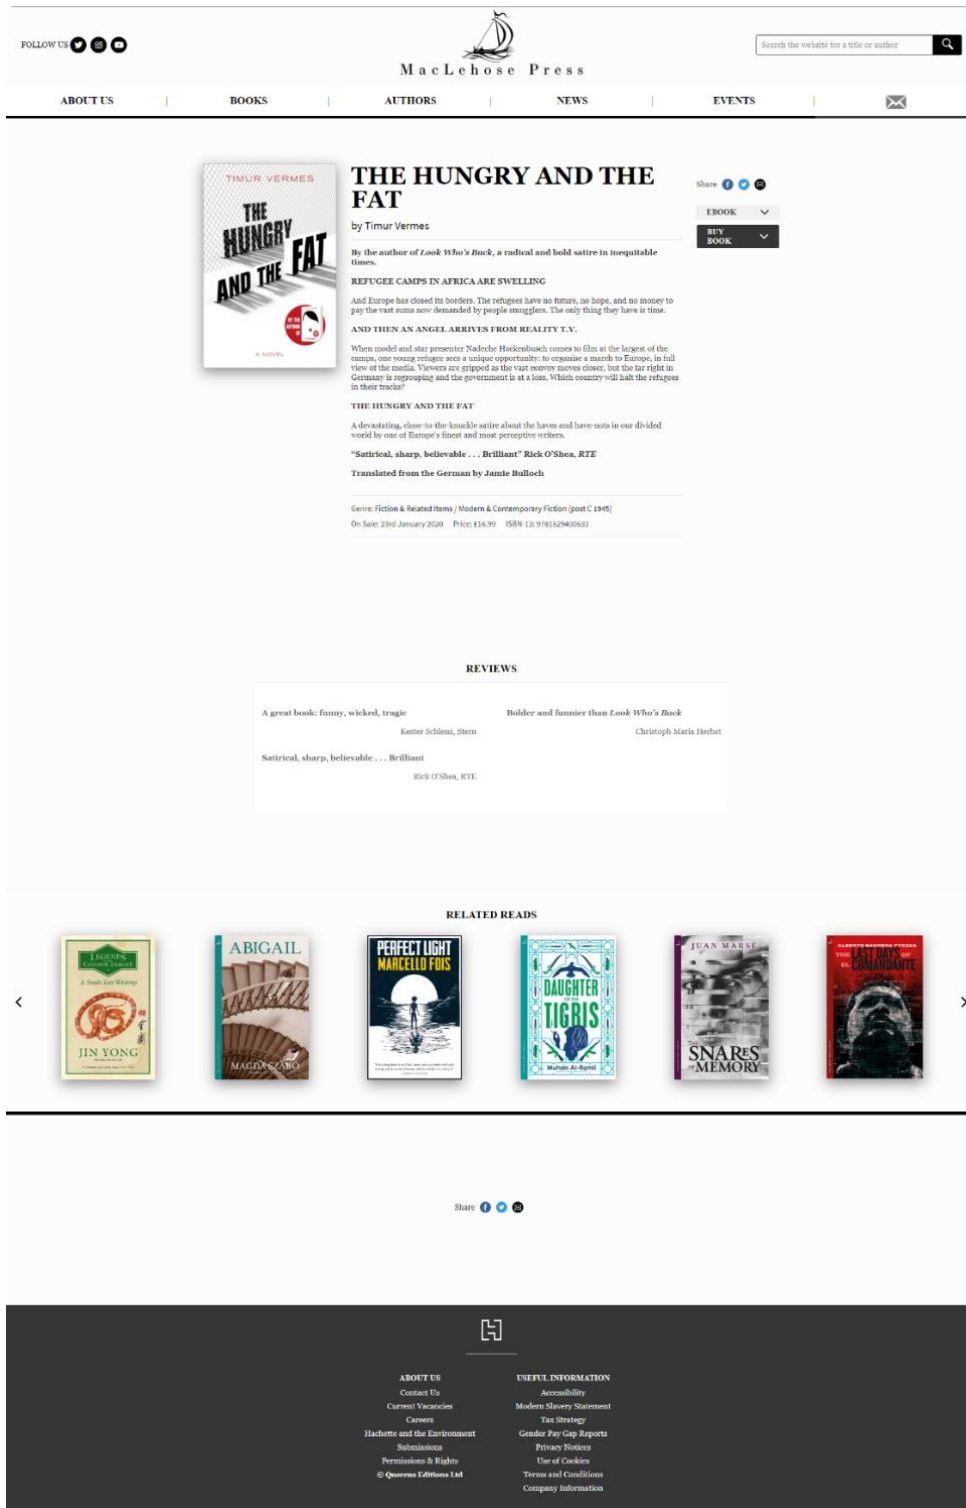 FOLLOW US
MacLehose Press
Search the website for a title or author
ABOUT US
BOOKS
AUTHORS
NEWS
EVENTS
TIMUR VERMES
THE
HUNGRY
AND THE FAT
BY THE
AUTHOR
OF
A NOVEL
THE HUNGRY AND THE
FAT
by Timur Vermes
By the author of Look Who's Back, a radical and bold satire in inequitable
times.
REFUGEE CAMPS IN AFRICA ARE SWELLING
And Europe has closed its borders. The refugees have no future, no hope, and no money to
pay the vast sums now demanded by people smugglers. The only thing they have is time.
AND THEN AN ANGEL ARRIVES FROM REALITY T.V.
When model and star presenter Nadeche Hackenbusch comes to film at the largest of the
camps, one young refugee sees a unique opportunity: to organise a march to Europe, in full
view of the media. Viewers are gripped as the vast convoy moves closer, but the far right in
Germany is regrouping and the government is at a loss. Which country will halt the refugees
in their tracks?
THE HUNGRY AND THE FAT
A devastating, close-to-the-knuckle satire about the haves and have-nots in our divided
world by one of Europe's finest and most perceptive writers.
"Satirical, sharp, believable . . . Brilliant" Rick O'Shea, RTE
Translated from the German by Jamie Bulloch
Genre: Fiction & Related Items / Modern & Contemporary Fiction (post C 1945)
On Sale: 23rd January 2020 Price: £16.99 ISBN-13: 9781529400533
Share
EBOOK
BUY
BOOK
REVIEWS
A great book: funny, wicked, tragic
Kester Schlenz, Stern
Bolder and funnier than Look Who's Back
Christoph Maria Herbst
Satirical, sharp, believable . . . Brilliant
Rick O'Shea, RTE
RELATED READS
LEGENDS
CONDOR HEROES
A Snake Lies Waiting
JIN YONG
ABIGAIL
MAGDA SZABÓ
PERFECT LIGHT
MARCELLO FOIS
DAUGHTER
OF THE
TIGRIS
Muhsin Al-Ramli
JUAN MARSÉ
THE
SNARES
OF MEMORY
ALBERTO BARRERA TYSZKA
THE LAST DAYS OF
EL COMANDANTE
Share
ABOUT US
Contact Us
Current Vacancies
Careers
Hachette and the Environment
Submissions
Permissions & Rights
© Quercus Editions Ltd
USEFUL INFORMATION
Accessibility
Modern Slavery Statement
Tax Strategy
Gender Pay Gap Reports
Privacy Notices
Use of Cookies
Terms and Conditions
Company Information